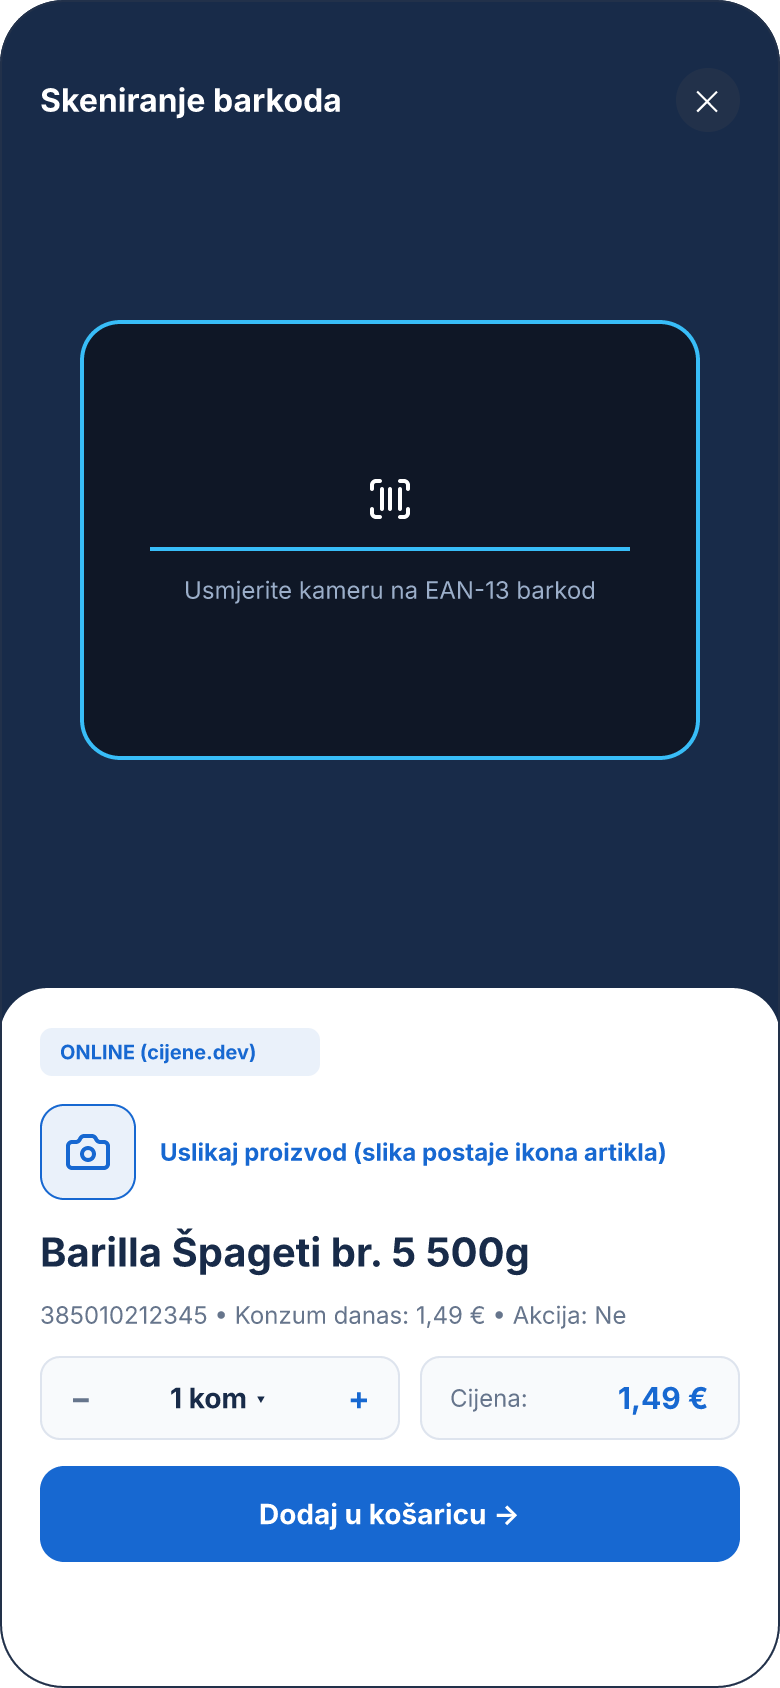 Skeniranje barkoda
Usmjerite kameru na EAN-13 barkod
ONLINE (cijene.dev)
Uslikaj proizvod (slika postaje ikona artikla)
Barilla Špageti br. 5 500g
385010212345 • Konzum danas: 1,49 € • Akcija: Ne
− 1 kom ▾ + Cijena: 1,49 €
Dodaj u košaricu →